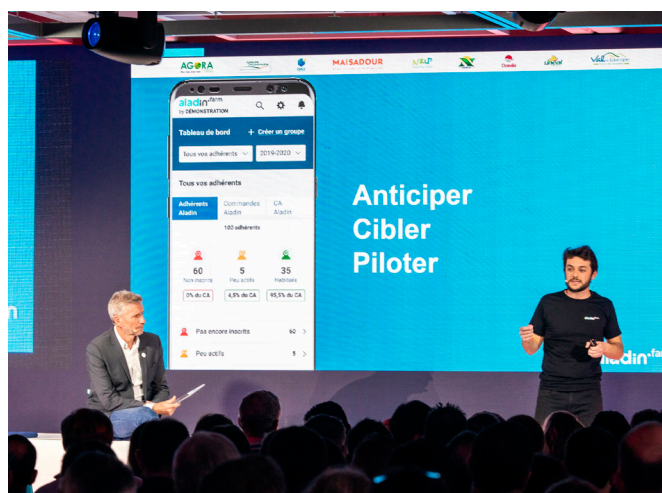 AGORA
MAISADOUR
aladin.farm
by DÉMONSTRATION
Tableau de bord
+ Créer un groupe
Tous vos adhérents
2019-2020
Tous vos adhérents
Adhérents Aladin
Commandes Aladin
CA Aladin
100 adhérents
60
5
35
Non inscrits
Peu actifs
Habitués
0% du CA
4,5% du CA
95,5% du CA
Pas encore inscrits
60
Peu actifs
5
Anticiper
Cibler
Piloter
aladin.farm